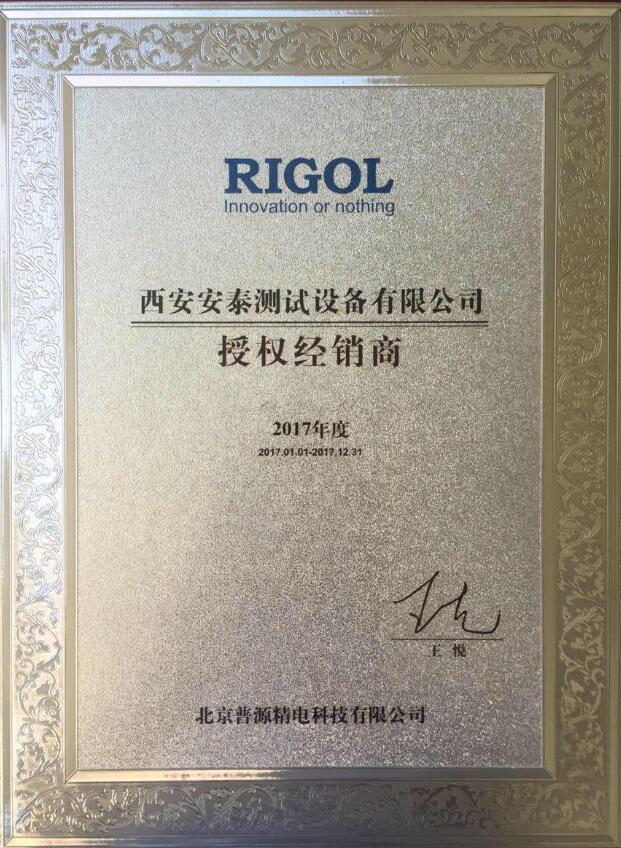 RIGOL
Innovation or nothing
西安安泰测试设备有限公司
授权经销商
2017年度
2017.01.01-2017.12.31
王悦
王 悦
北京普源精电科技有限公司